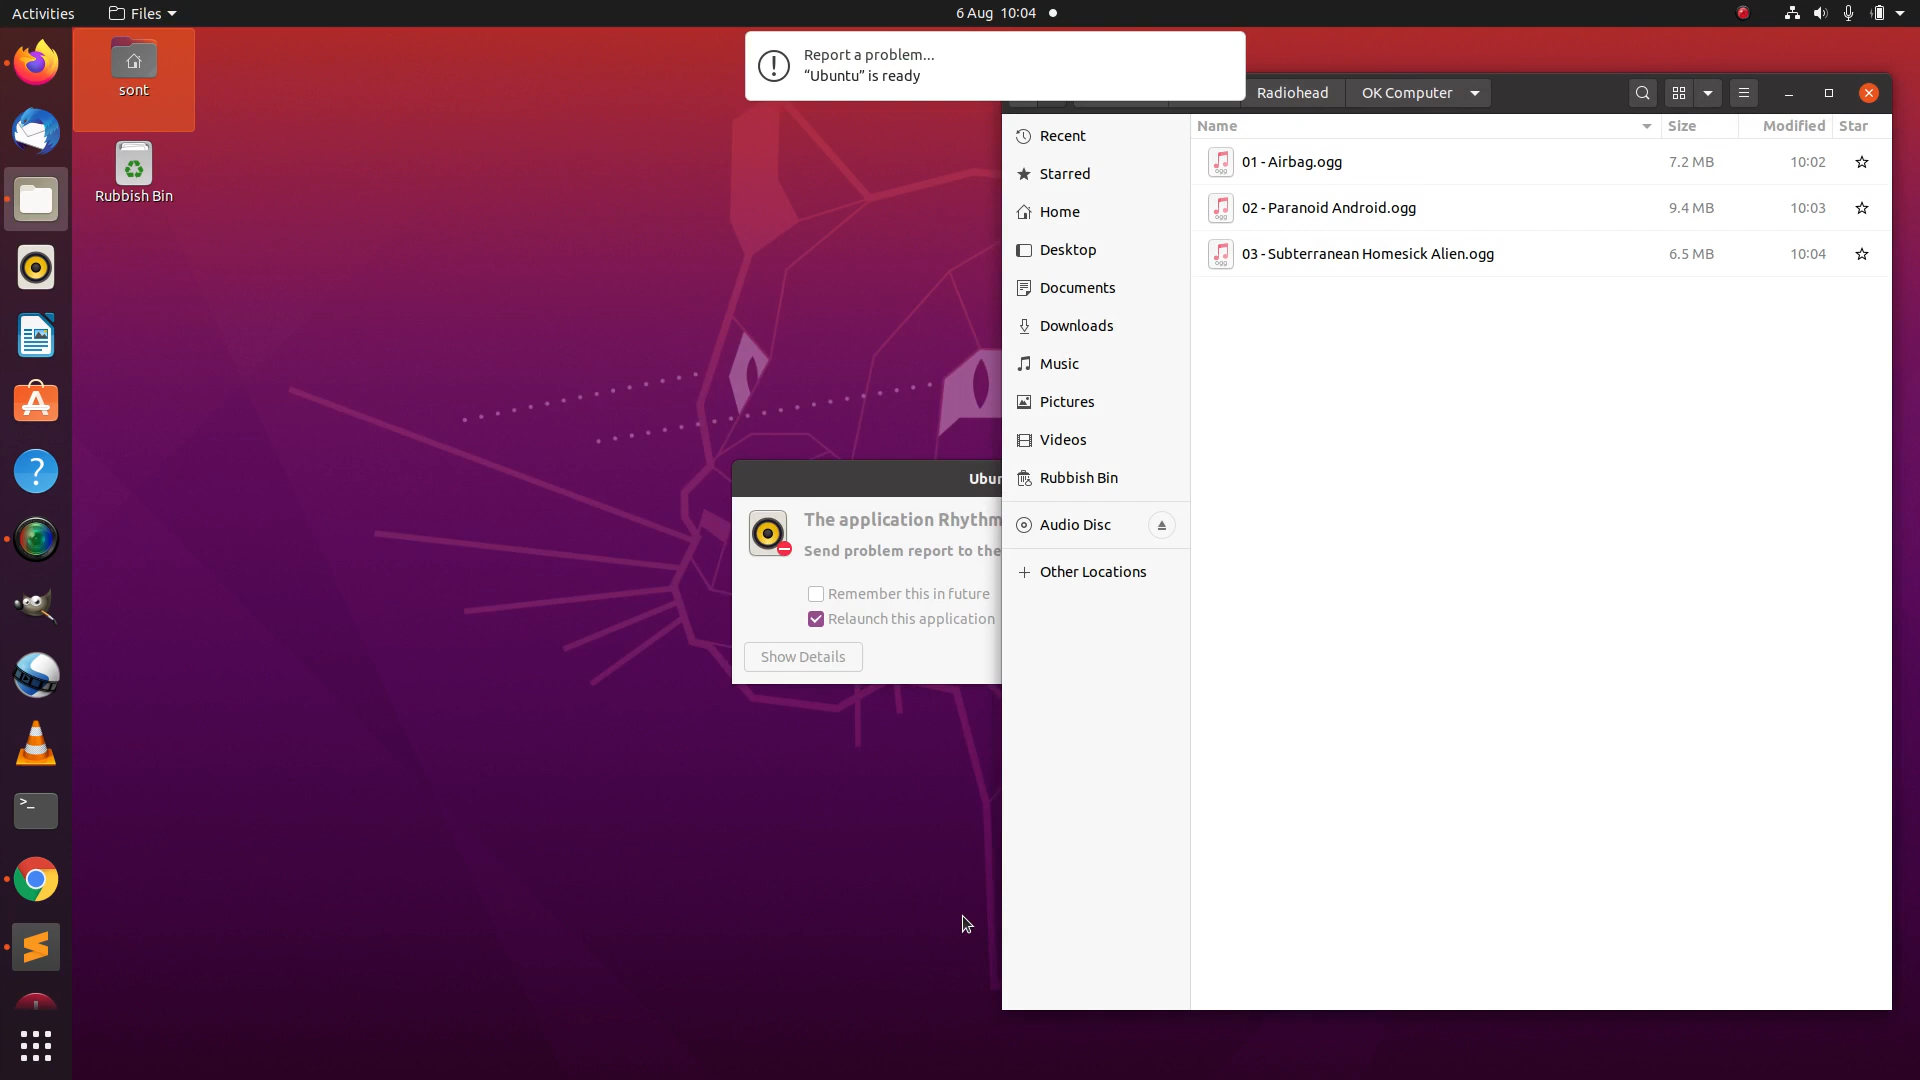 Activities
Files
6 Aug 10:04
sont
Rubbish Bin
Report a problem...
“Ubuntu” is ready
Radiohead
OK Computer
Name
Size
Modified
Star
Recent
Starred
Home
Desktop
Documents
Downloads
Music
Pictures
Videos
Rubbish Bin
Audio Disc
Other Locations
01 - Airbag.ogg
7.2 MB
10:02
02 - Paranoid Android.ogg
9.4 MB
10:03
03 - Subterranean Homesick Alien.ogg
6.5 MB
10:04
ogg
ogg
ogg
Ubun
The application Rhythm
Send problem report to the
Remember this in future
Relaunch this application
Show Details